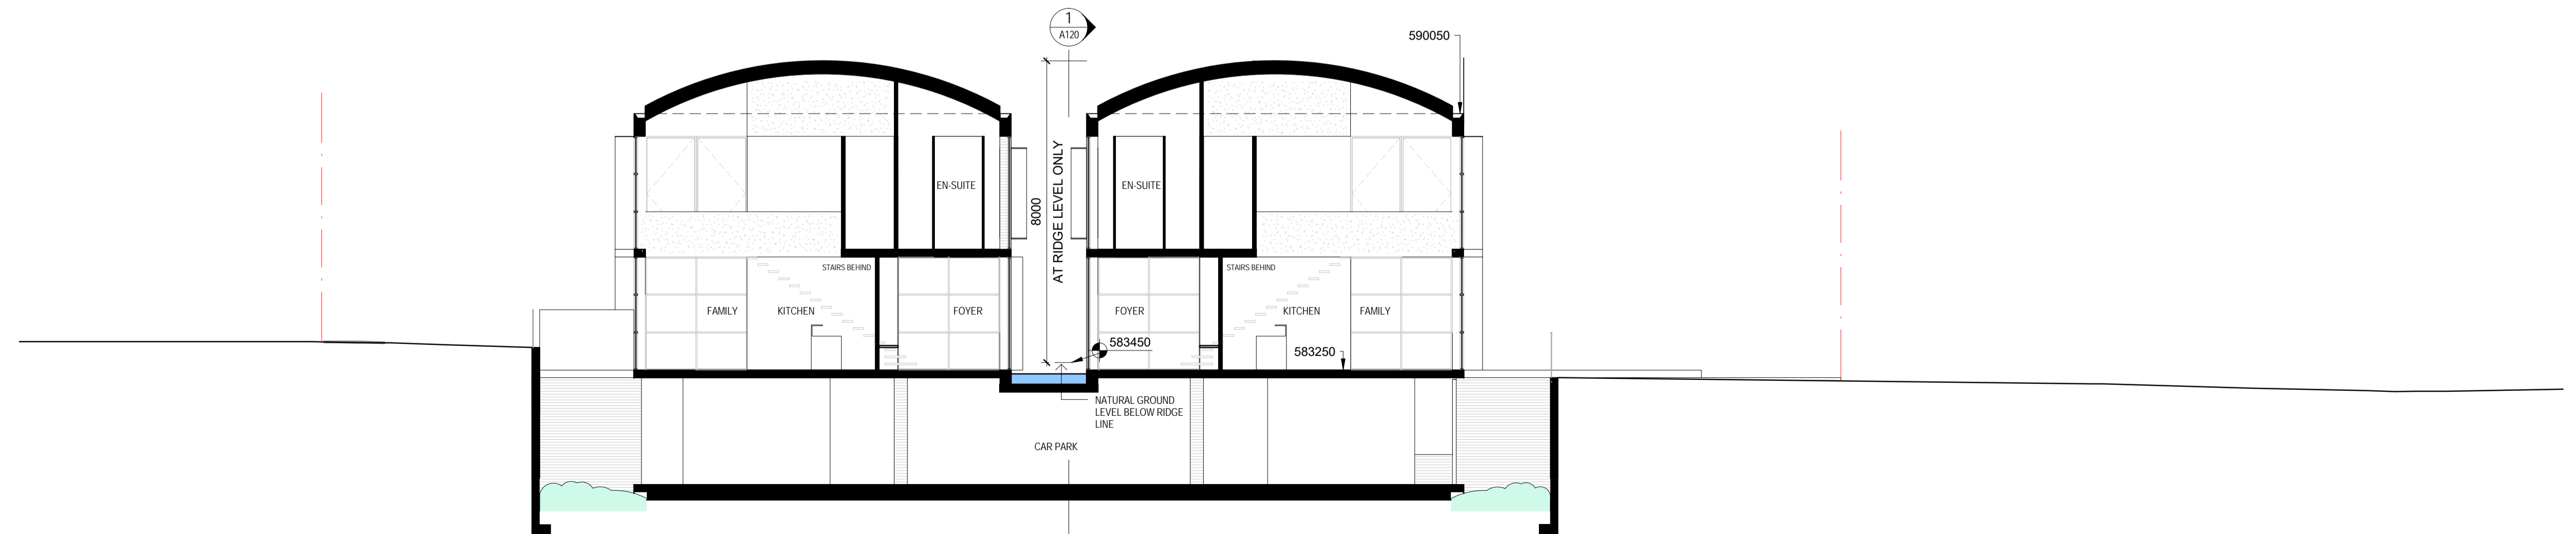 1
A120
590050
AT RIDGE LEVEL ONLY
8000
EN-SUITE
EN-SUITE
STAIRS BEHIND
STAIRS BEHIND
FAMILY
KITCHEN
FOYER
FOYER
KITCHEN
FAMILY
583450
583250
NATURAL GROUND
LEVEL BELOW RIDGE
LINE
CAR PARK